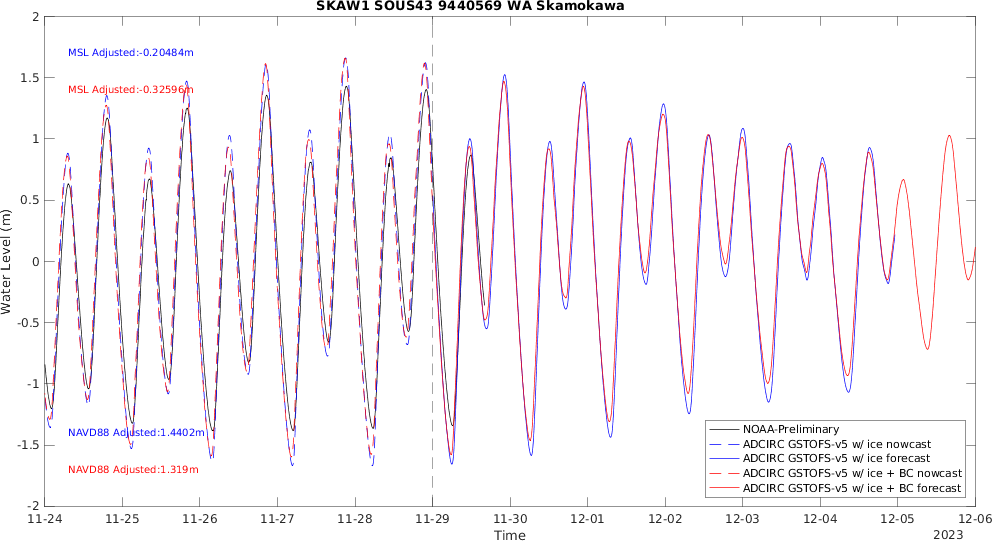 SKAW1 SOUS43 9440569 WA Skamokawa
Water Level (m)
2
1.5
1
0.5
0
-0.5
-1
-1.5
-2
MSL Adjusted:-0.20484m
MSL Adjusted:-0.32596m
NAVD88 Adjusted:1.4402m
NAVD88 Adjusted:1.319m
NOAA-Preliminary
ADCIRC GSTOFS-v5 w/ ice nowcast
ADCIRC GSTOFS-v5 w/ ice forecast
ADCIRC GSTOFS-v5 w/ ice + BC nowcast
ADCIRC GSTOFS-v5 w/ ice + BC forecast
11-24 11-25 11-26 11-27 11-28 11-29 11-30 12-01 12-02 12-03 12-04 12-05 12-06
Time
2023